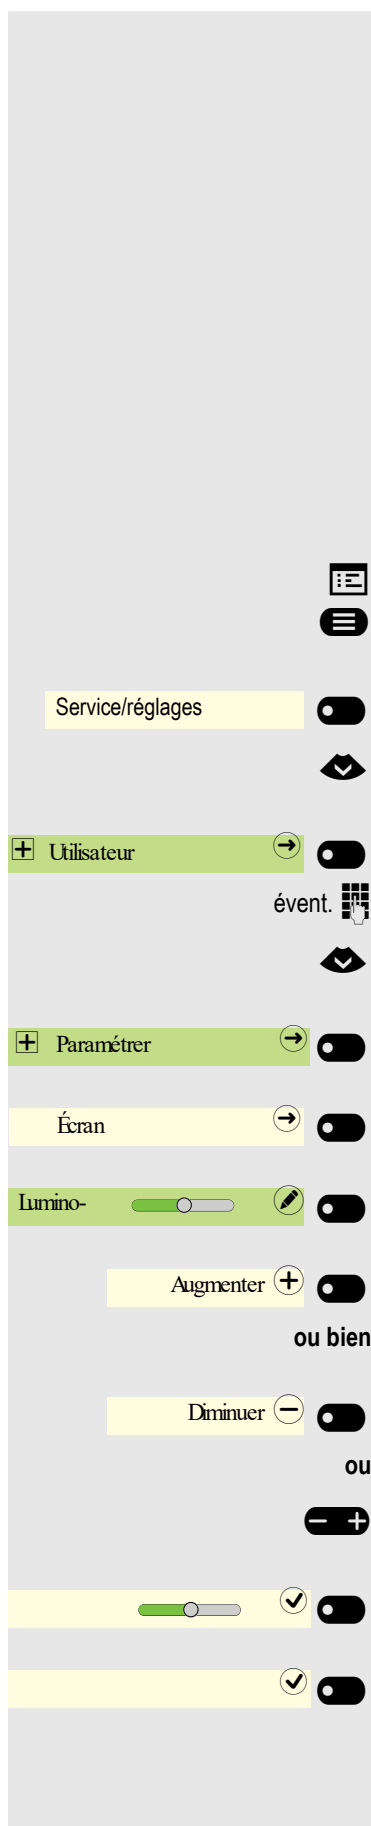 Service/réglages
Utilisateur
évent.
Paramétrer
Écran
Lumino-
Augmenter
ou bien
Diminuer
ou